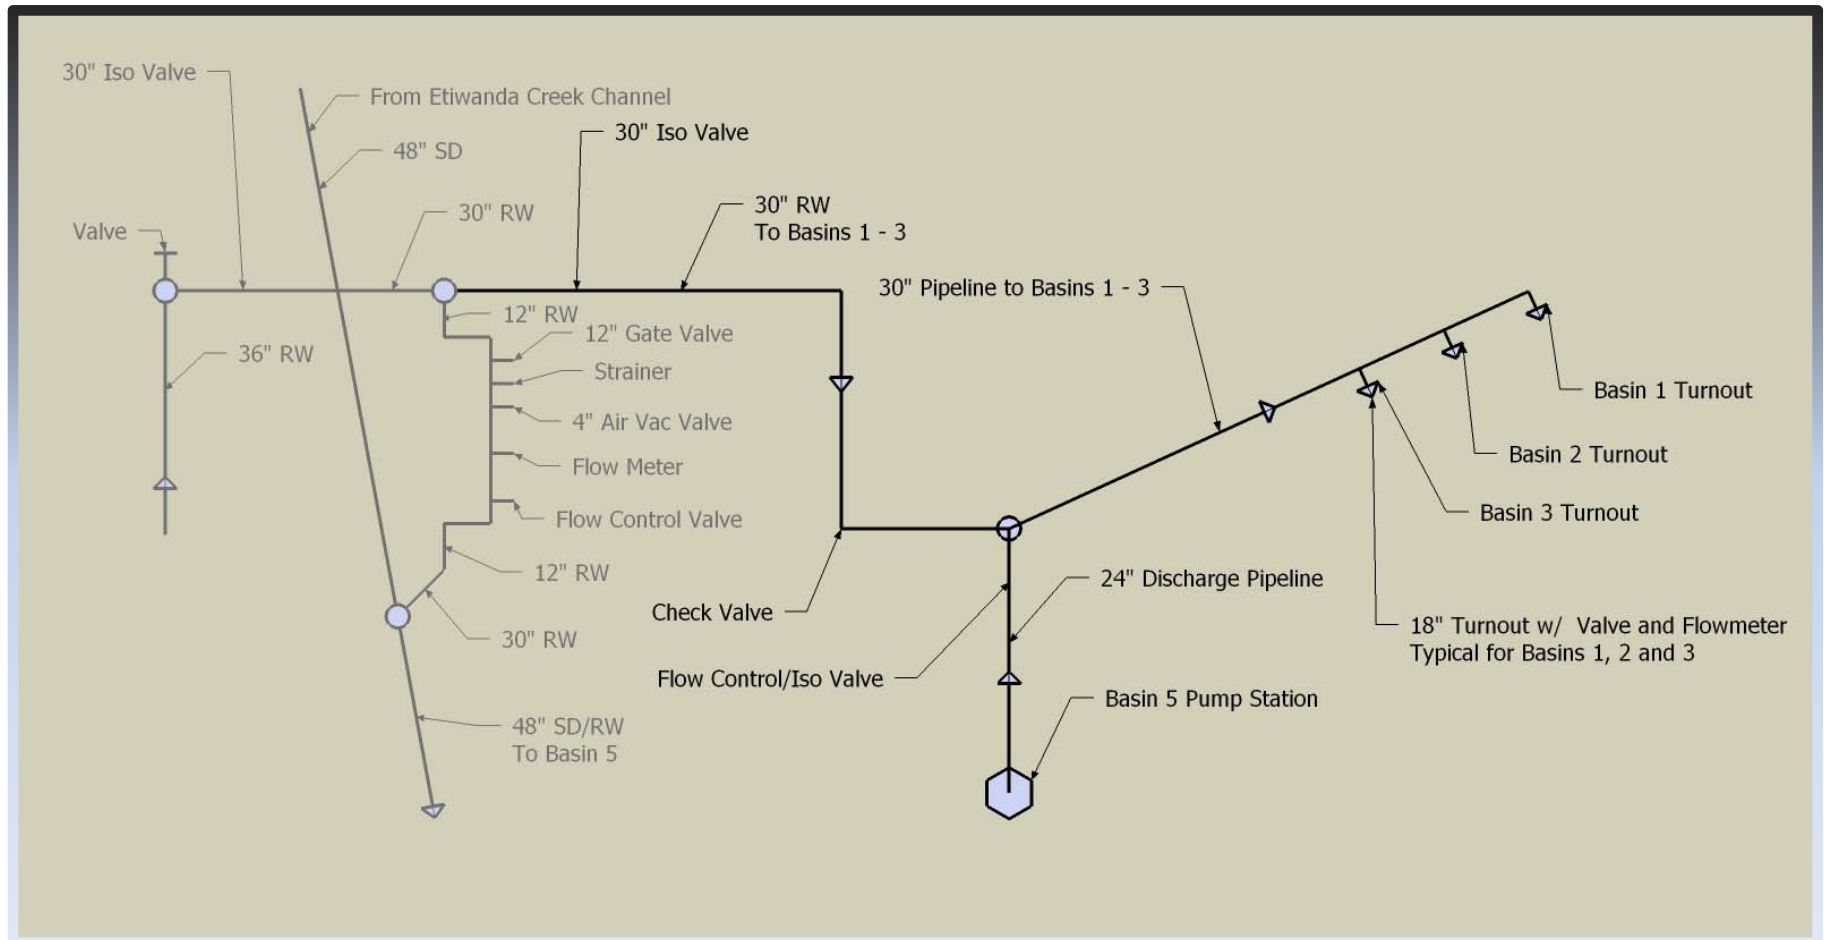 30" Iso Valve
From Etiwanda Creek Channel
30" Iso Valve
48" SD
30" RW
To Basins 1 - 3
30" RW
Valve
30" Pipeline to Basins 1 - 3
12" RW
12" Gate Valve
36" RW
Strainer
Basin 1 Turnout
4" Air Vac Valve
Basin 2 Turnout
Flow Meter
Basin 3 Turnout
Flow Control Valve
12" RW
24" Discharge Pipeline
Check Valve
18" Turnout w/ Valve and Flowmeter
Typical for Basins 1, 2 and 3
30" RW
Flow Control/Iso Valve
Basin 5 Pump Station
48" SD/RW
To Basin 5